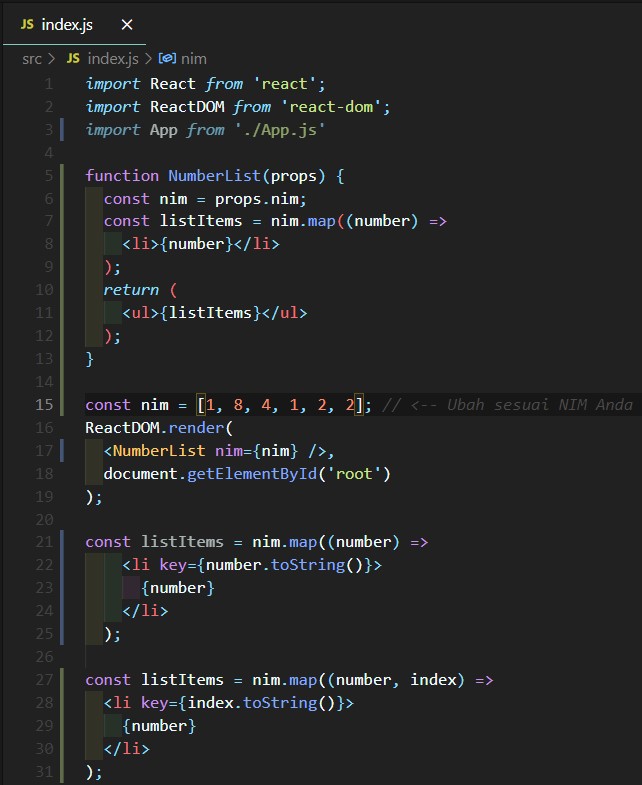 JS index.js ×
src > JS index.js > nim
1 import React from 'react';
2 import ReactDOM from 'react-dom';
3 import App from './App.js'
4
5 function NumberList(props) {
6   const nim = props.nim;
7   const listItems = nim.map((number) =>
8     <li>{number}</li>
9   );
10   return (
11     <ul>{listItems}</ul>
12   );
13 }
14
15 const nim = [1, 8, 4, 1, 2, 2]; // <-- Ubah sesuai NIM Anda
16 ReactDOM.render(
17   <NumberList nim={nim} />,
18   document.getElementById('root')
19 );
20
21 const listItems = nim.map((number) =>
22     <li key={number.toString()}>
23       {number}
24     </li>
25   );
26
27 const listItems = nim.map((number, index) =>
28   <li key={index.toString()}>
29     {number}
30   </li>
31 );